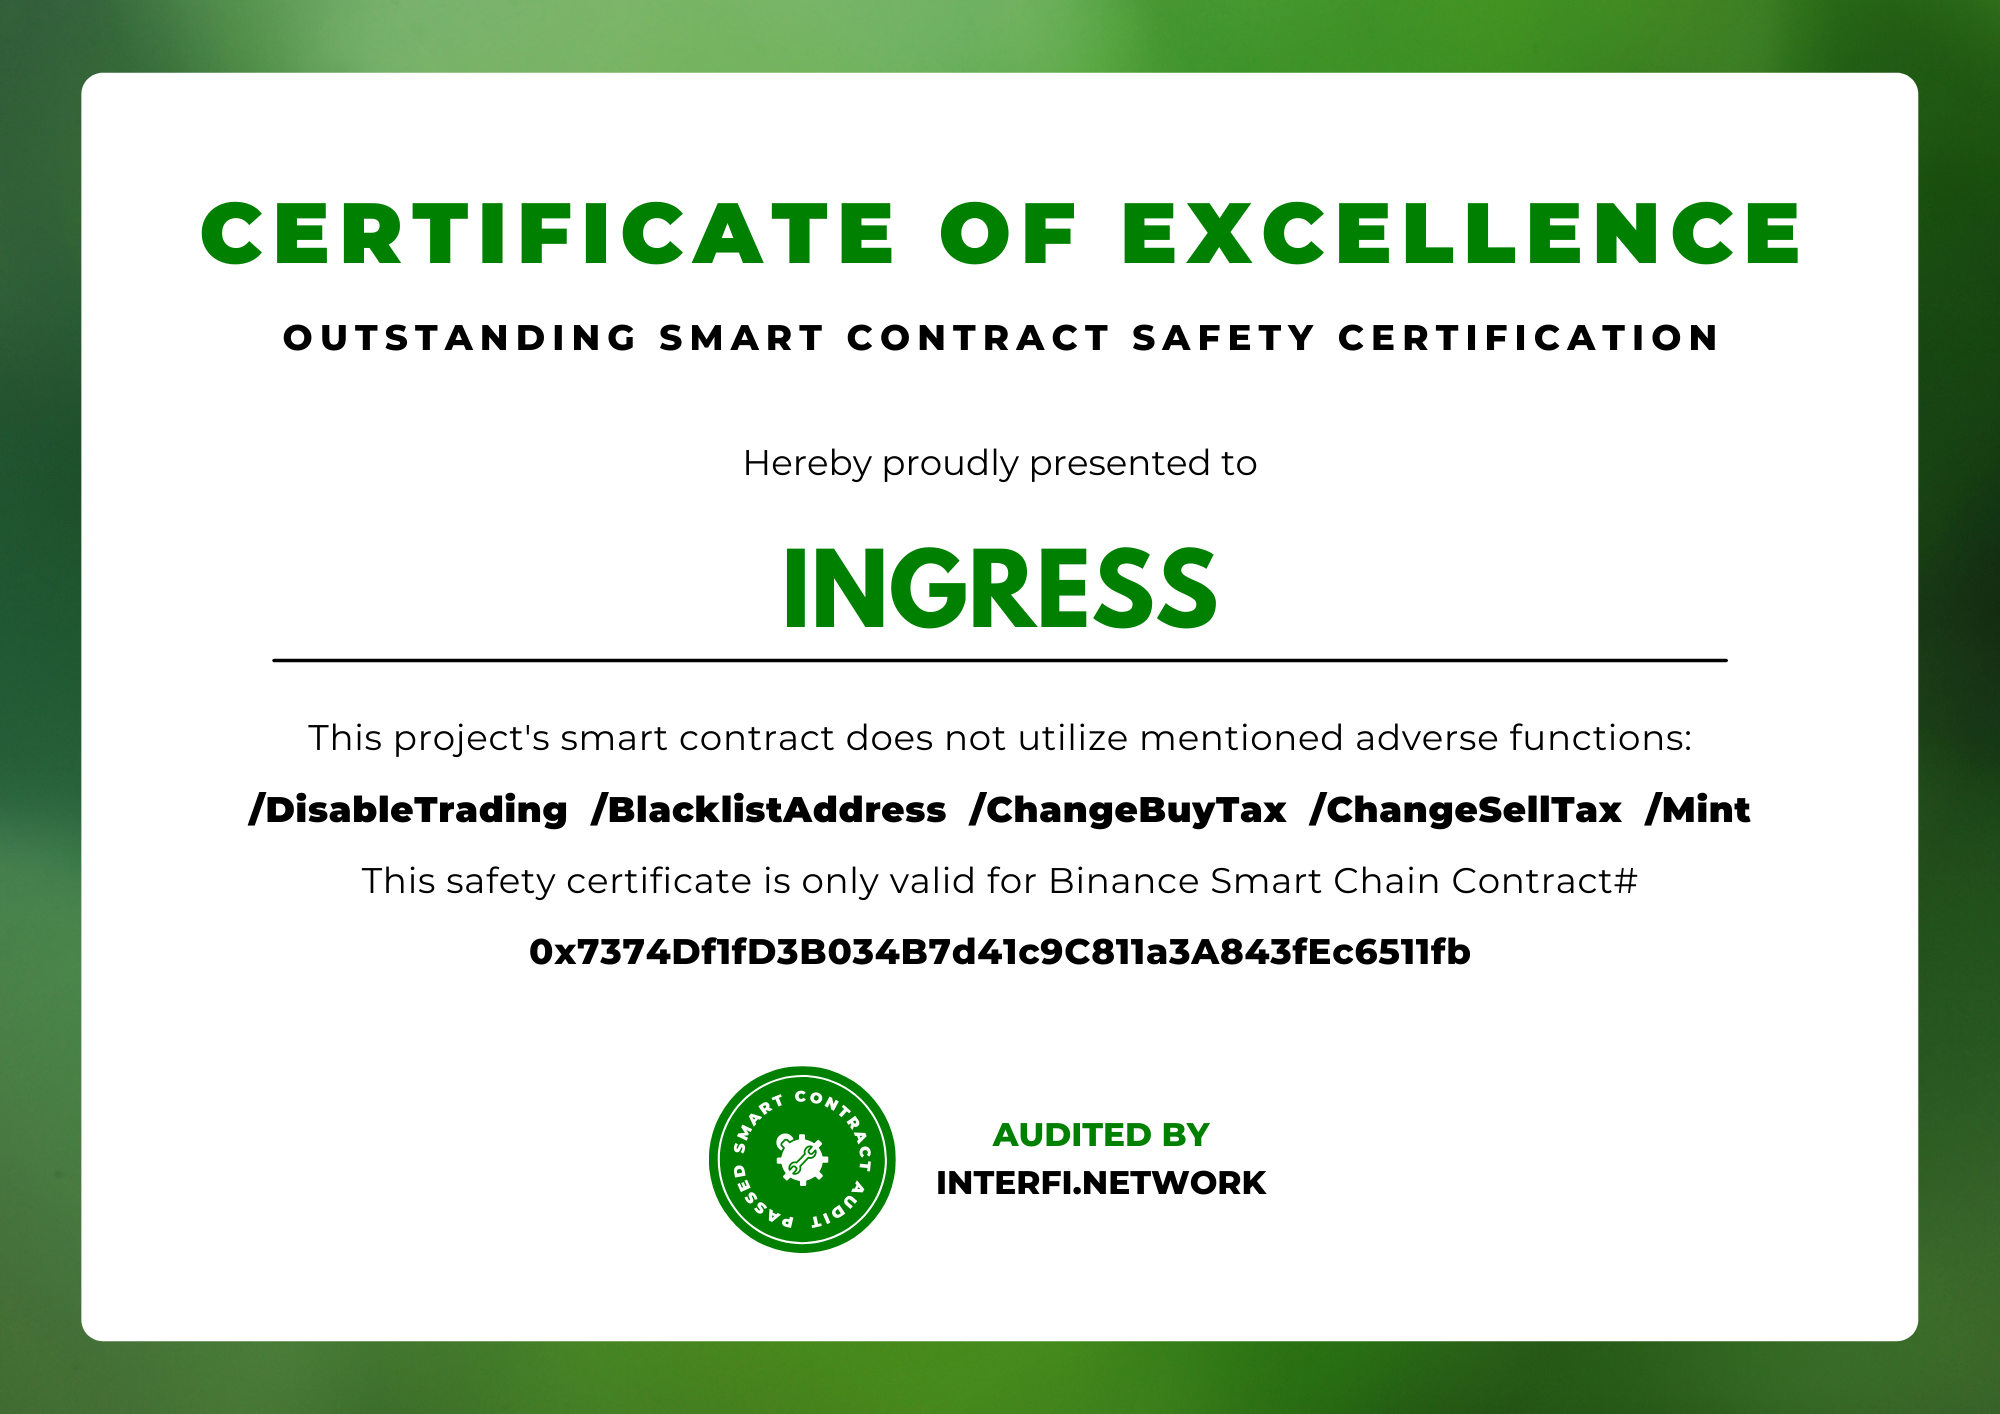 CERTIFICATE OF EXCELLENCE
OUTSTANDING SMART CONTRACT SAFETY CERTIFICATION
Hereby proudly presented to
INGRESS
This project's smart contract does not utilize mentioned adverse functions:
/DisableTrading /BlacklistAddress /ChangeBuyTax /ChangeSellTax /Mint
This safety certificate is only valid for Binance Smart Chain Contract#
0x7374Df1fD3B034B7d41c9C811a3A843fEc6511fb
PASSED SMART CONTRACT AUDIT
AUDITED BY
INTERFI.NETWORK